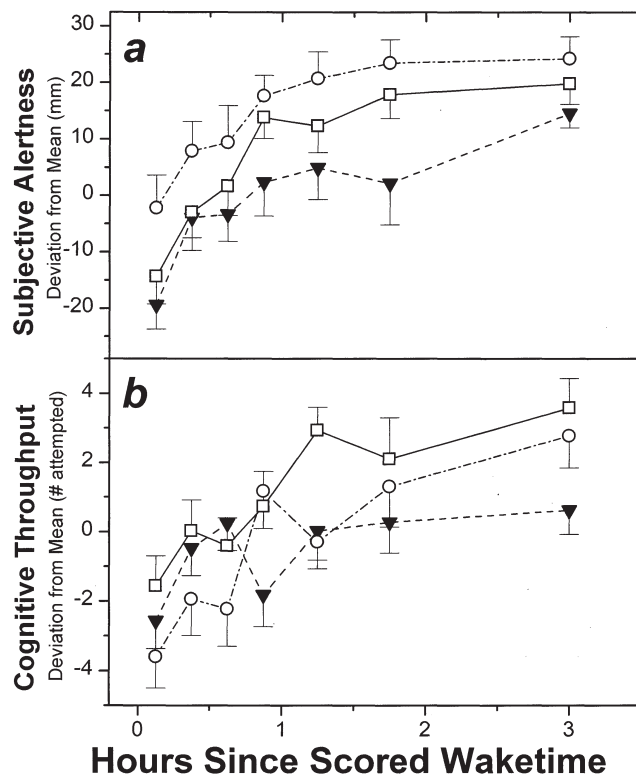 a
Subjective Alertness
Deviation from Mean (mm)
30
20
10
0
-10
-20
b
Cognitive Throughput
Deviation from Mean (# attempted)
4
2
0
-2
-4
0 1 2 3
Hours Since Scored Waketime